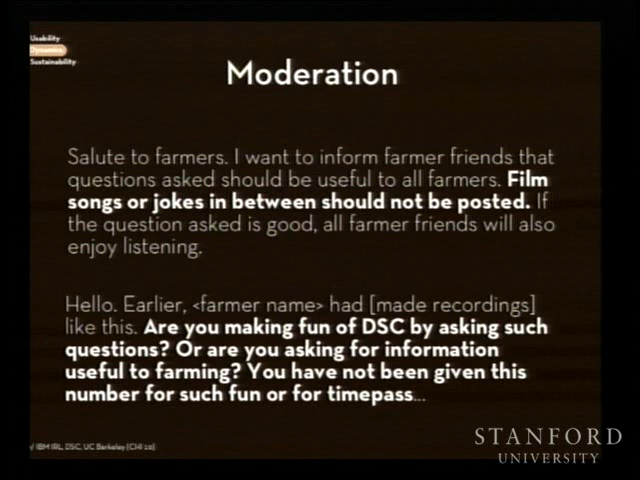 Usability
Dynamics
Sustainability
Moderation
Salute to farmers. I want to inform farmer friends that
questions asked should be useful to all farmers. Film
songs or jokes in between should not be posted. If
the question asked is good, all farmer friends will also
enjoy listening.
Hello. Earlier, <farmer name> had [made recordings]
like this. Are you making fun of DSC by asking such
questions? Or are you asking for information
useful to farming? You have not been given this
number for such fun or for timepass...
/ IBM IRL, DSC, UC Berkeley [CHI 10]
STANFORD
UNIVERSITY